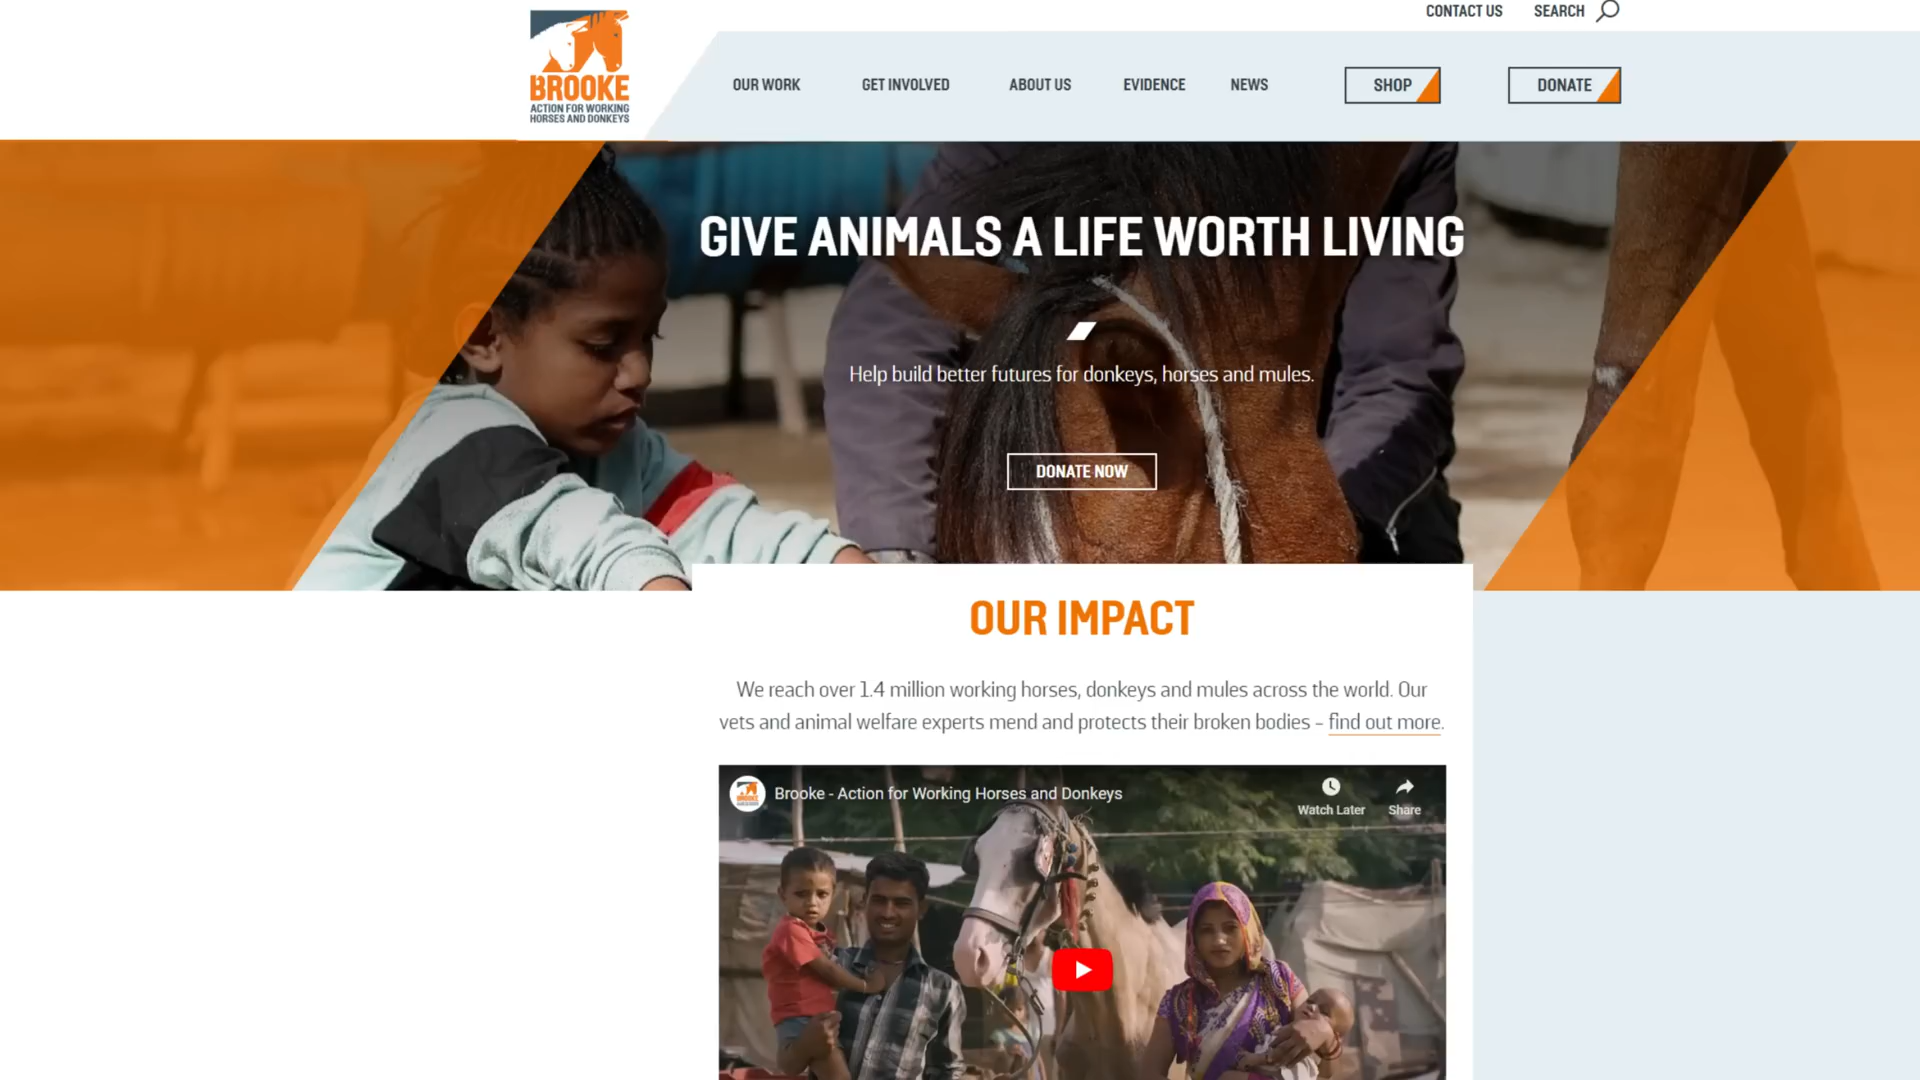 CONTACT US
SEARCH
BROOKE
ACTION FOR WORKING
HORSES AND DONKEYS
OUR WORK
GET INVOLVED
ABOUT US
EVIDENCE
NEWS
SHOP
DONATE
GIVE ANIMALS A LIFE WORTH LIVING
Help build better futures for donkeys, horses and mules.
DONATE NOW
OUR IMPACT
We reach over 1.4 million working horses, donkeys and mules across the world. Our
vets and animal welfare experts mend and protects their broken bodies – find out more.
Brooke - Action for Working Horses and Donkeys
Watch Later
Share